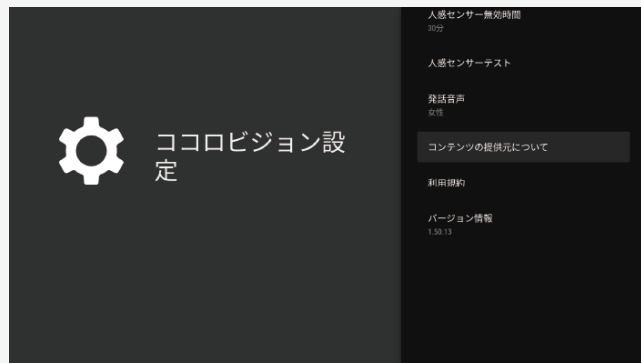 ココロビジョン設
定
人感センサー無効時間
30分
人感センサーテスト
発話音声
女性
コンテンツの提供元について
利用規約
バージョン情報
1.50.13